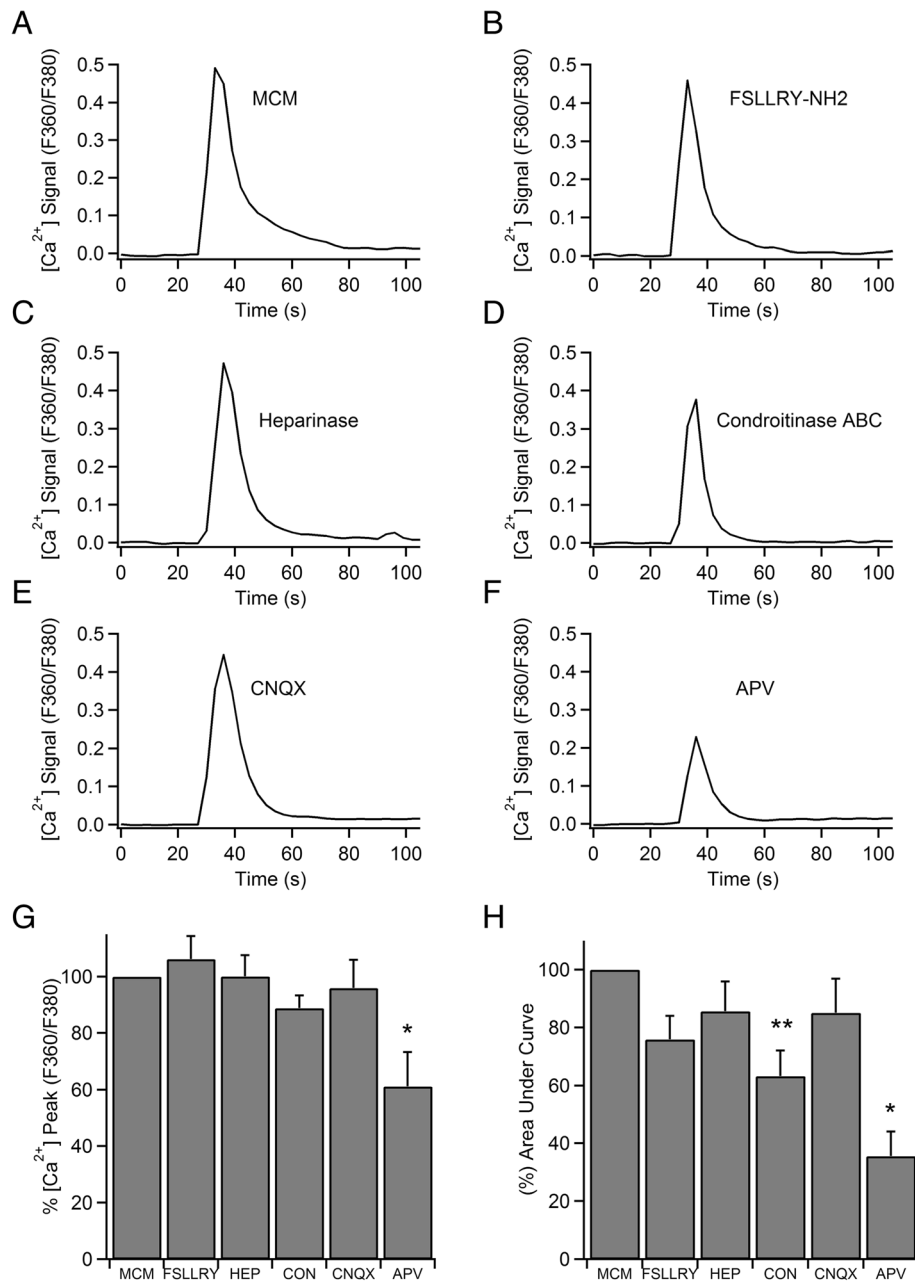 A
[Ca2+] Signal (F360/F380)
0.5
0.4
0.3
0.2
0.1
0.0
MCM
0 20 40 60 80 100
Time (s)
B
[Ca2+] Signal (F360/F380)
0.5
0.4
0.3
0.2
0.1
0.0
FSLLRY-NH2
0 20 40 60 80 100
Time (s)
C
[Ca2+] Signal (F360/F380)
0.5
0.4
0.3
0.2
0.1
0.0
Heparinase
0 20 40 60 80 100
Time (s)
D
[Ca2+] Signal (F360/F380)
0.5
0.4
0.3
0.2
0.1
0.0
Condroitinase ABC
0 20 40 60 80 100
Time (s)
E
[Ca2+] Signal (F360/F380)
0.5
0.4
0.3
0.2
0.1
0.0
CNQX
0 20 40 60 80 100
Time (s)
F
[Ca2+] Signal (F360/F380)
0.5
0.4
0.3
0.2
0.1
0.0
APV
0 20 40 60 80 100
Time (s)
G
% [Ca2+] Peak (F360/F380)
100
80
60
40
20
0
*
MCM FSLLRY HEP CON CNQX APV
H
(%) Area Under Curve
100
80
60
40
20
0
**
*
MCM FSLLRY HEP CON CNQX APV